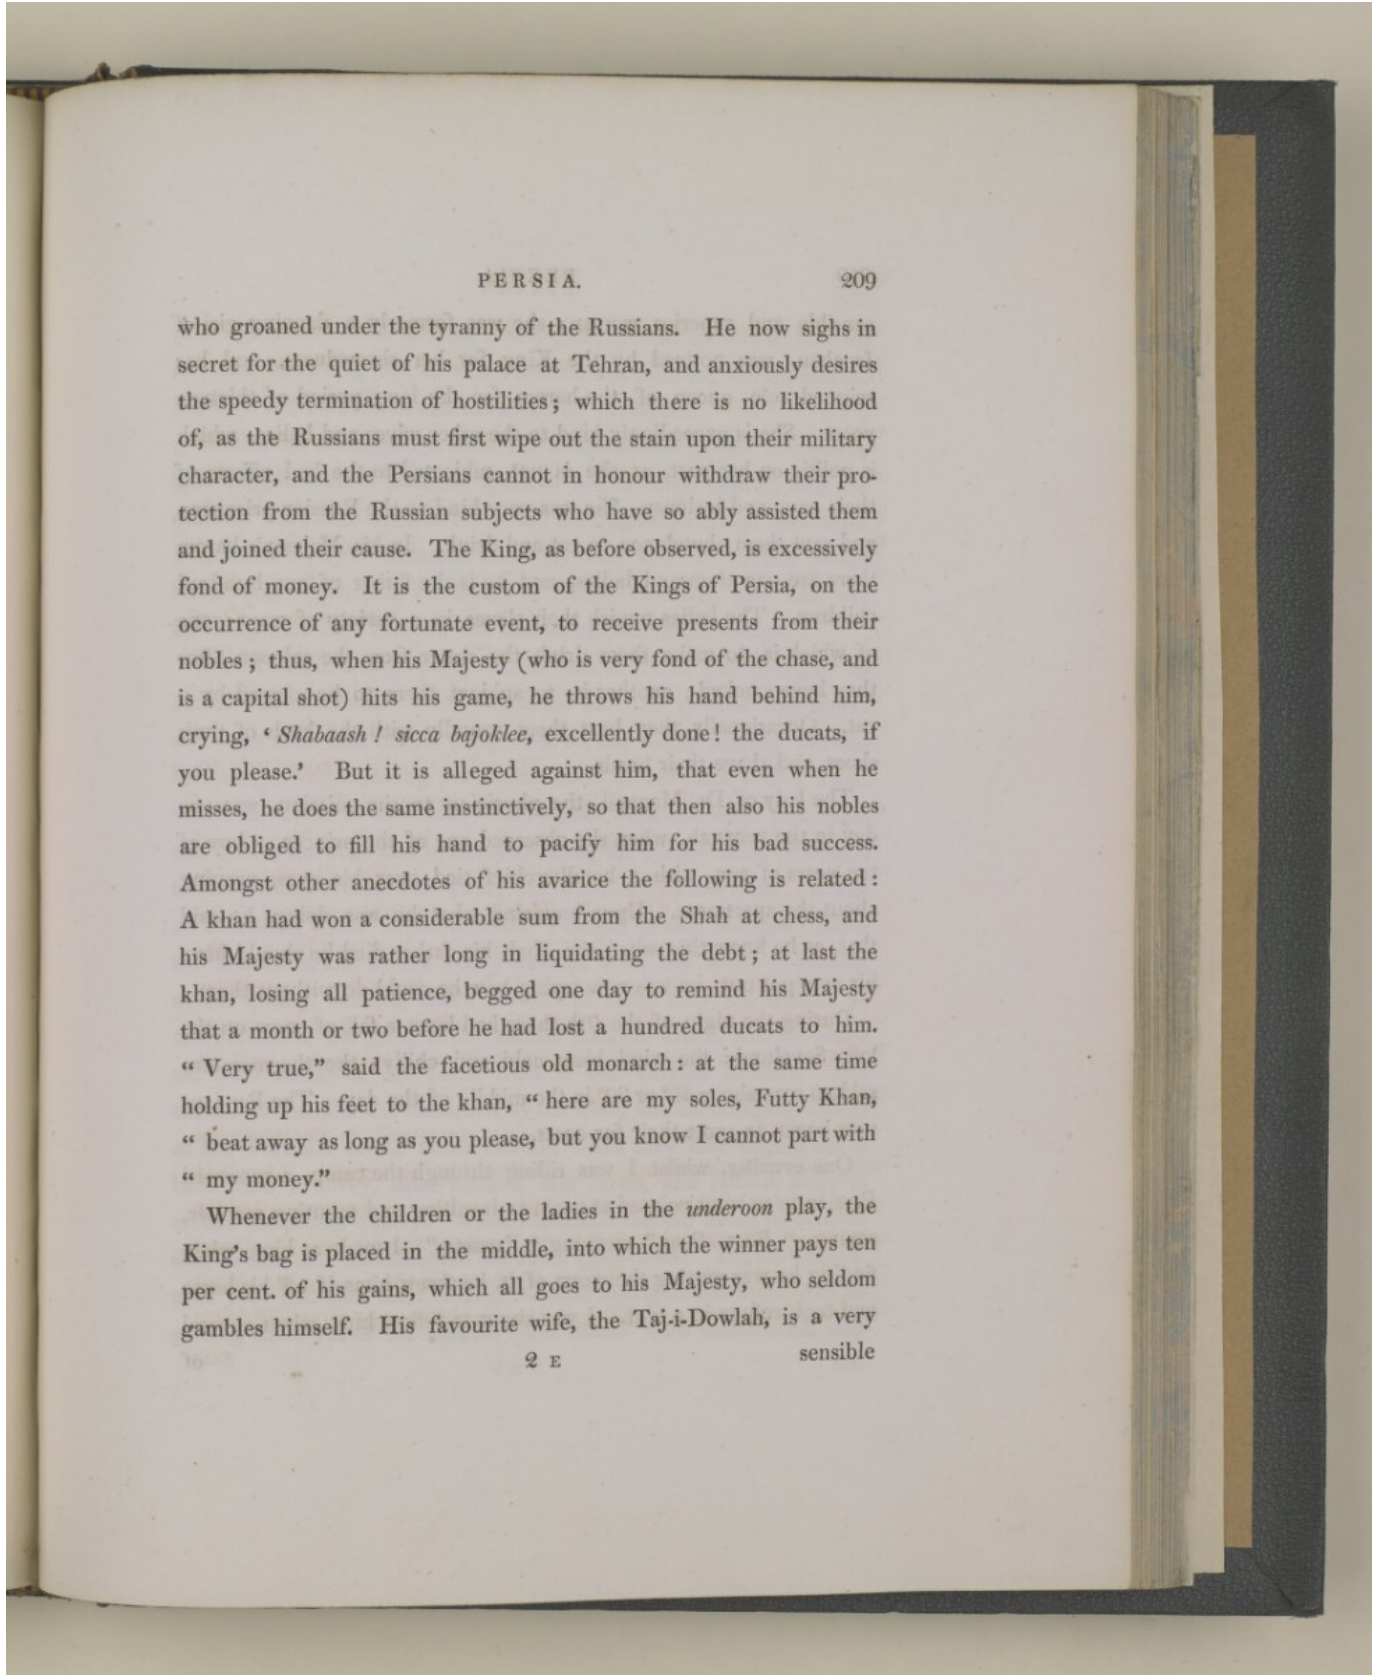 PERSIA. 209
who groaned under the tyranny of the Russians. He now sighs in
secret for the quiet of his palace at Tehran, and anxiously desires
the speedy termination of hostilities; which there is no likelihood
of, as the Russians must first wipe out the stain upon their military
character, and the Persians cannot in honour withdraw their pro-
tection from the Russian subjects who have so ably assisted them
and joined their cause. The King, as before observed, is excessively
fond of money. It is the custom of the Kings of Persia, on the
occurrence of any fortunate event, to receive presents from their
nobles; thus, when his Majesty (who is very fond of the chase, and
is a capital shot) hits his game, he throws his hand behind him,
crying, ‘ Shabaash ! sicca bajoklee, excellently done! the ducats, if
you please.’ But it is alleged against him, that even when he
misses, he does the same instinctively, so that then also his nobles
are obliged to fill his hand to pacify him for his bad success.
Amongst other anecdotes of his avarice the following is related :
A khan had won a considerable sum from the Shah at chess, and
his Majesty was rather long in liquidating the debt; at last the
khan, losing all patience, begged one day to remind his Majesty
that a month or two before he had lost a hundred ducats to him.
“ Very true,” said the facetious old monarch: at the same time
holding up his feet to the khan, “ here are my soles, Futty Khan,
“ beat away as long as you please, but you know I cannot part with
“ my money.”
Whenever the children or the ladies in the underoon play, the
King’s bag is placed in the middle, into which the winner pays ten
per cent. of his gains, which all goes to his Majesty, who seldom
gambles himself. His favourite wife, the Taj-i-Dowlah, is a very
2 E sensible